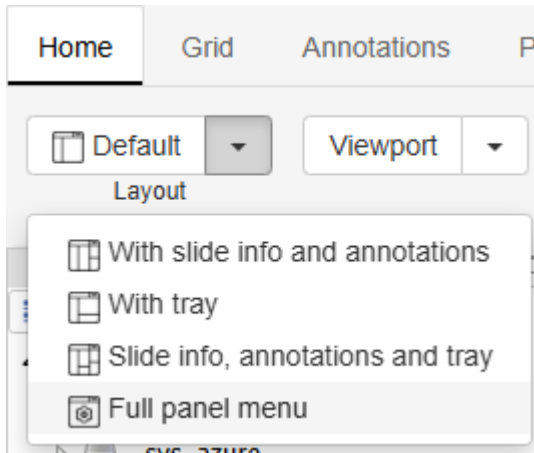 Home Grid Annotations P
Default Viewport
Layout
With slide info and annotations
With tray
Slide info, annotations and tray
Full panel menu
sys_azure